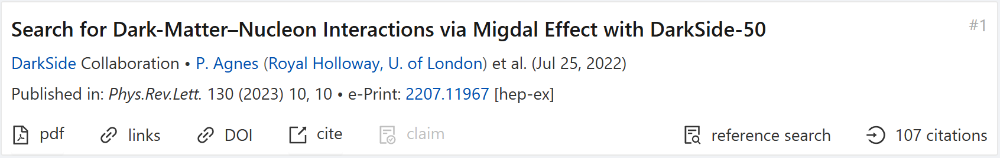 Search for Dark-Matter–Nucleon Interactions via Migdal Effect with DarkSide-50
#1
DarkSide Collaboration • P. Agnes (Royal Holloway, U. of London) et al. (Jul 25, 2022)
Published in: Phys.Rev.Lett. 130 (2023) 10, 10 • e-Print: 2207.11967 [hep-ex]
pdf links DOI cite claim reference search 107 citations